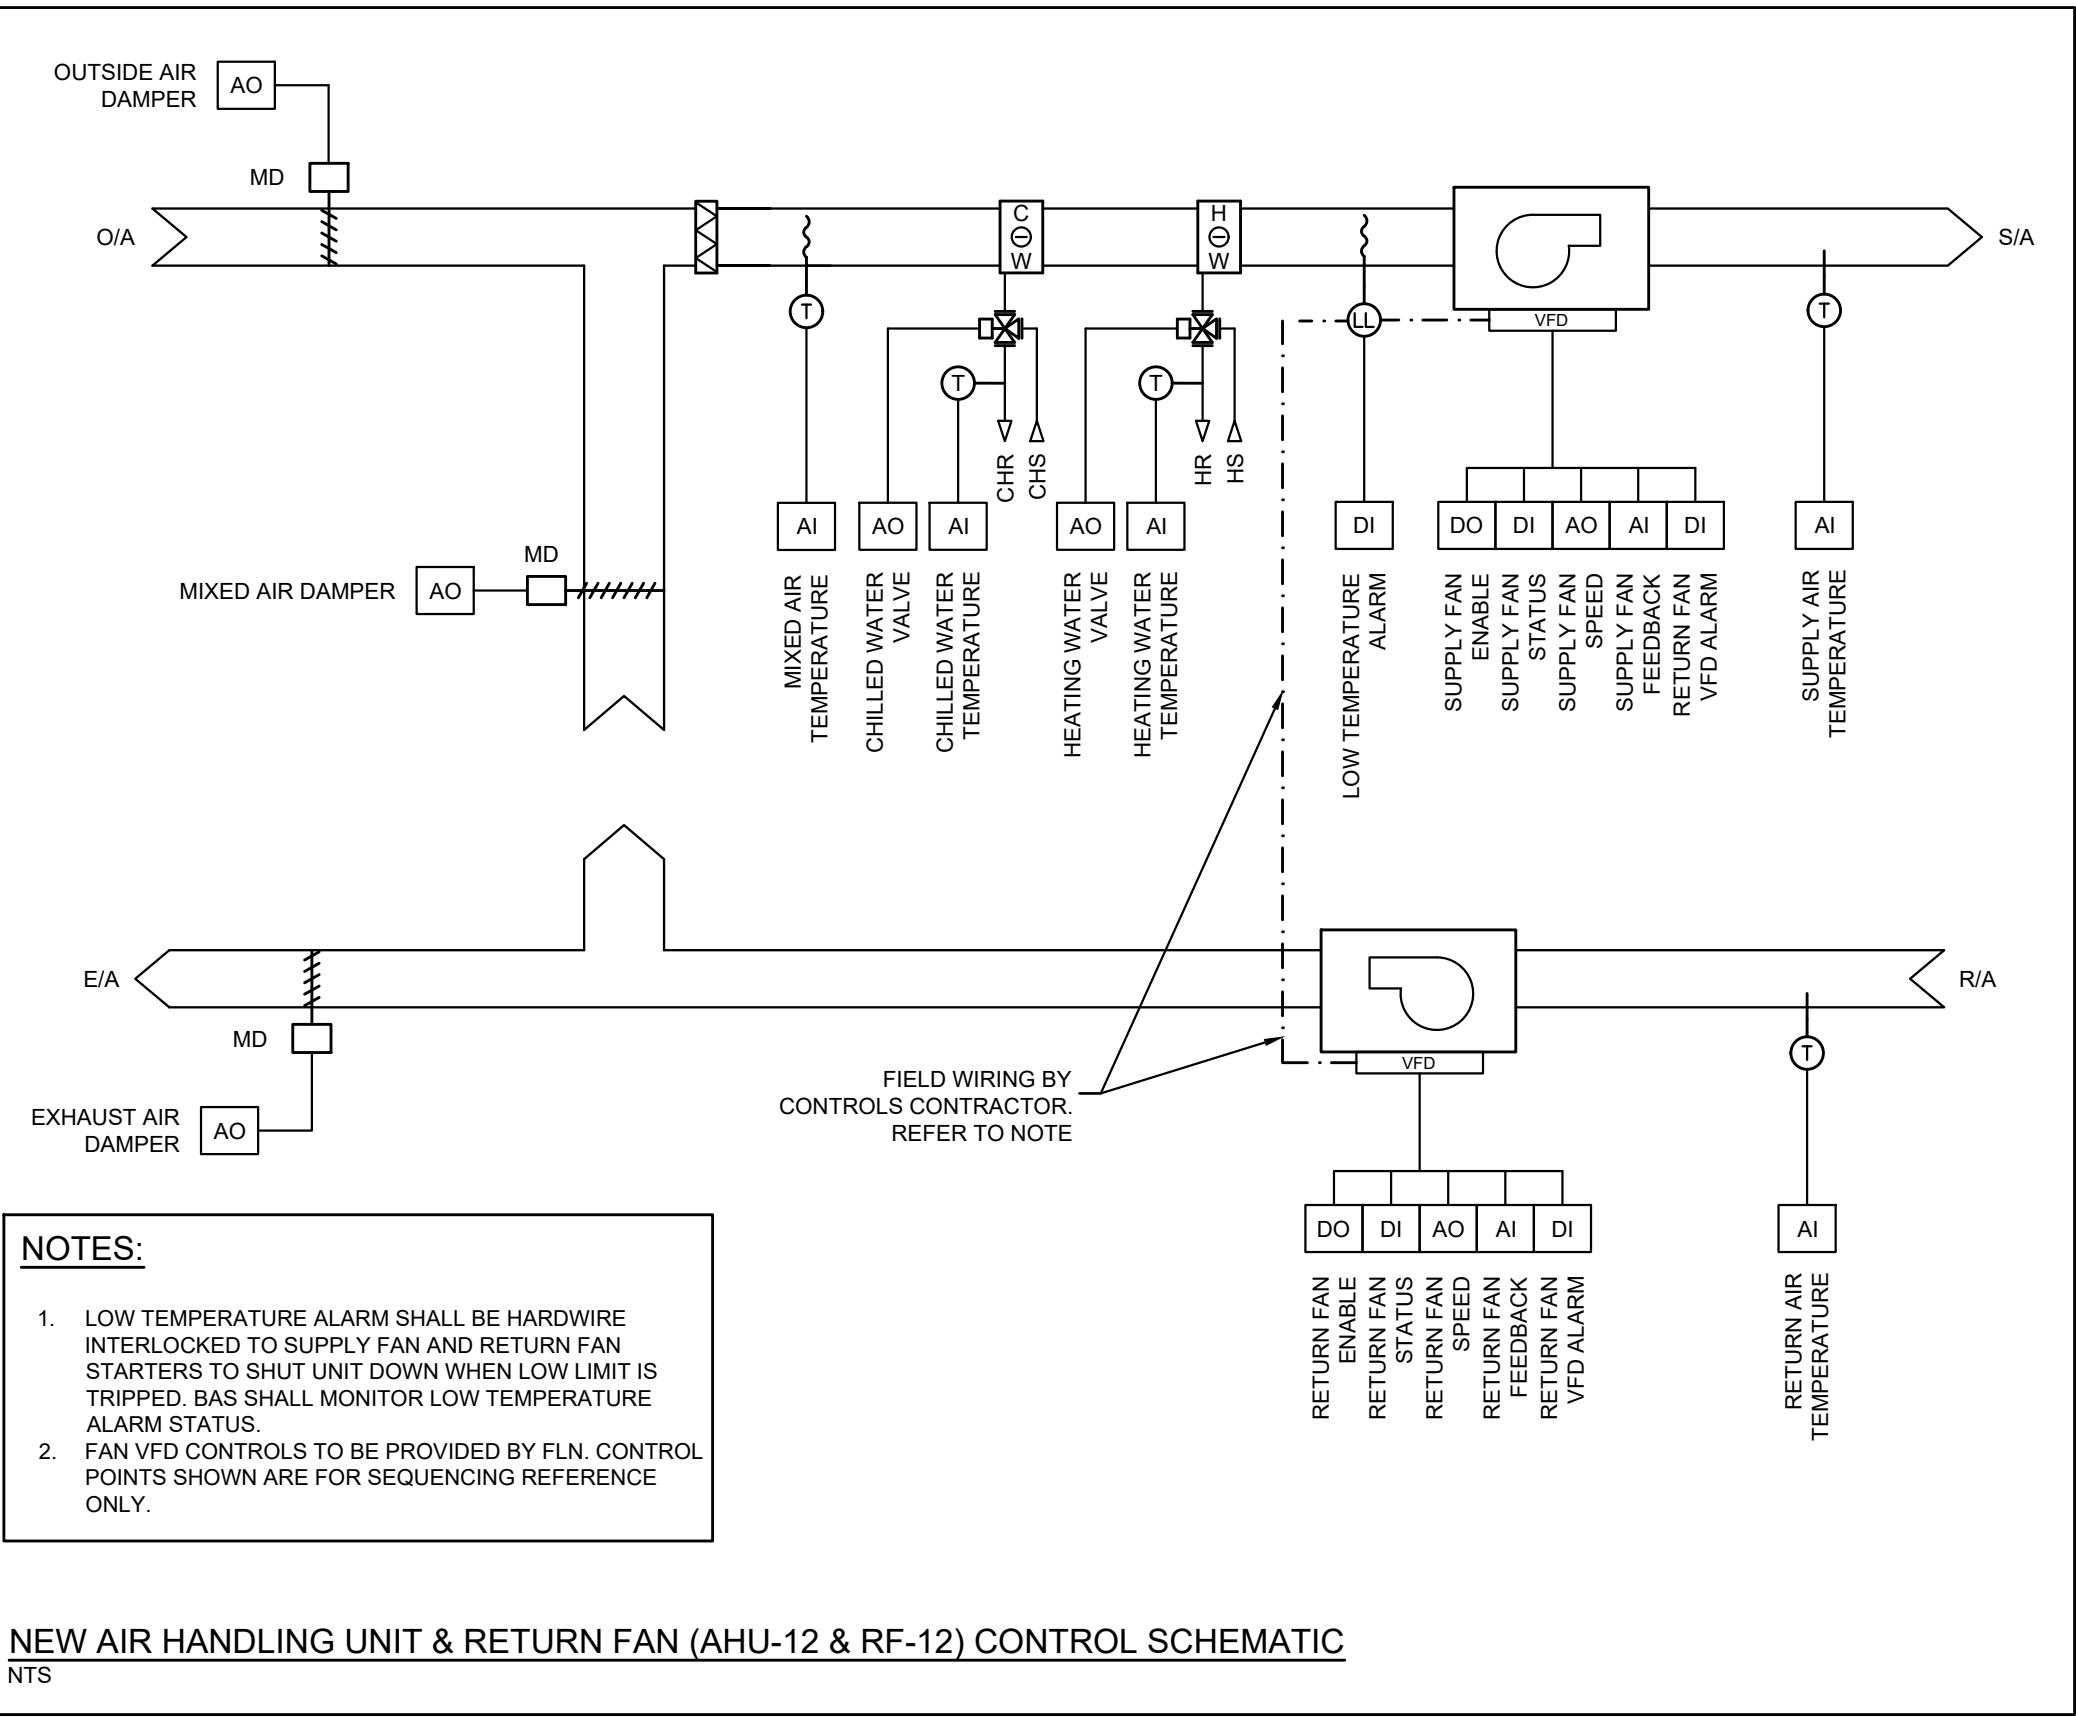 OUTSIDE AIR
DAMPER
AO
MD
O/A
C
W
H
W
S/A
T
LL
VFD
T
T
T
CHR
CHS
HR
HS
AI
AO
AI
AO
AI
DI
DO
DI
AO
AI
DI
AI
MIXED AIR
TEMPERATURE
CHILLED WATER
VALVE
CHILLED WATER
TEMPERATURE
HEATING WATER
VALVE
HEATING WATER
TEMPERATURE
LOW TEMPERATURE
ALARM
SUPPLY FAN
ENABLE
SUPPLY FAN
STATUS
SUPPLY FAN
SPEED
SUPPLY FAN
FEEDBACK
RETURN FAN
VFD ALARM
SUPPLY AIR
TEMPERATURE
MD
MIXED AIR DAMPER
AO
E/A
R/A
MD
T
VFD
EXHAUST AIR
DAMPER
AO
FIELD WIRING BY
CONTROLS CONTRACTOR.
REFER TO NOTE
DO
DI
AO
AI
DI
AI
RETURN FAN
ENABLE
RETURN FAN
STATUS
RETURN FAN
SPEED
RETURN FAN
FEEDBACK
RETURN FAN
VFD ALARM
RETURN AIR
TEMPERATURE
NOTES:
1. LOW TEMPERATURE ALARM SHALL BE HARDWIRE
INTERLOCKED TO SUPPLY FAN AND RETURN FAN
STARTERS TO SHUT UNIT DOWN WHEN LOW LIMIT IS
TRIPPED. BAS SHALL MONITOR LOW TEMPERATURE
ALARM STATUS.
2. FAN VFD CONTROLS TO BE PROVIDED BY FLN. CONTROL
POINTS SHOWN ARE FOR SEQUENCING REFERENCE
ONLY.
NEW AIR HANDLING UNIT & RETURN FAN (AHU-12 & RF-12) CONTROL SCHEMATIC
NTS